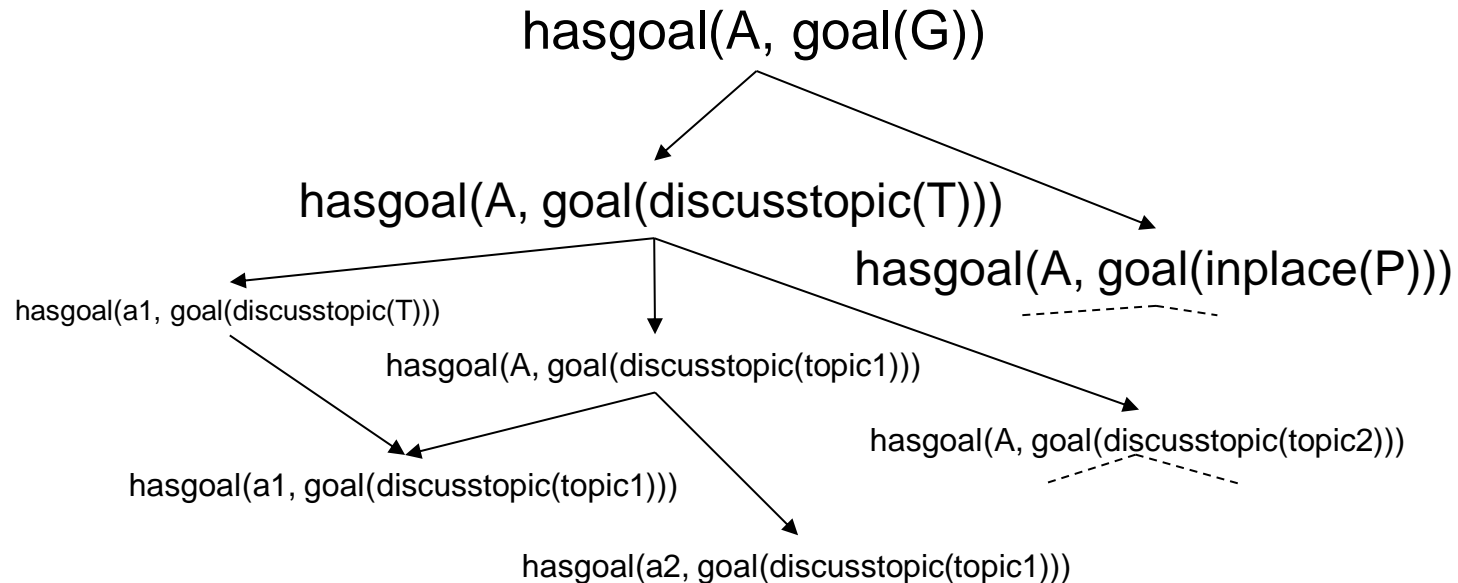 hasgoal(A, goal(G))
hasgoal(A, goal(discusstopic(T)))
hasgoal(A, goal(inplace(P)))
hasgoal(a1, goal(discusstopic(T)))
hasgoal(A, goal(discusstopic(topic1)))
hasgoal(A, goal(discusstopic(topic2)))
hasgoal(a1, goal(discusstopic(topic1)))
hasgoal(a2, goal(discusstopic(topic1)))